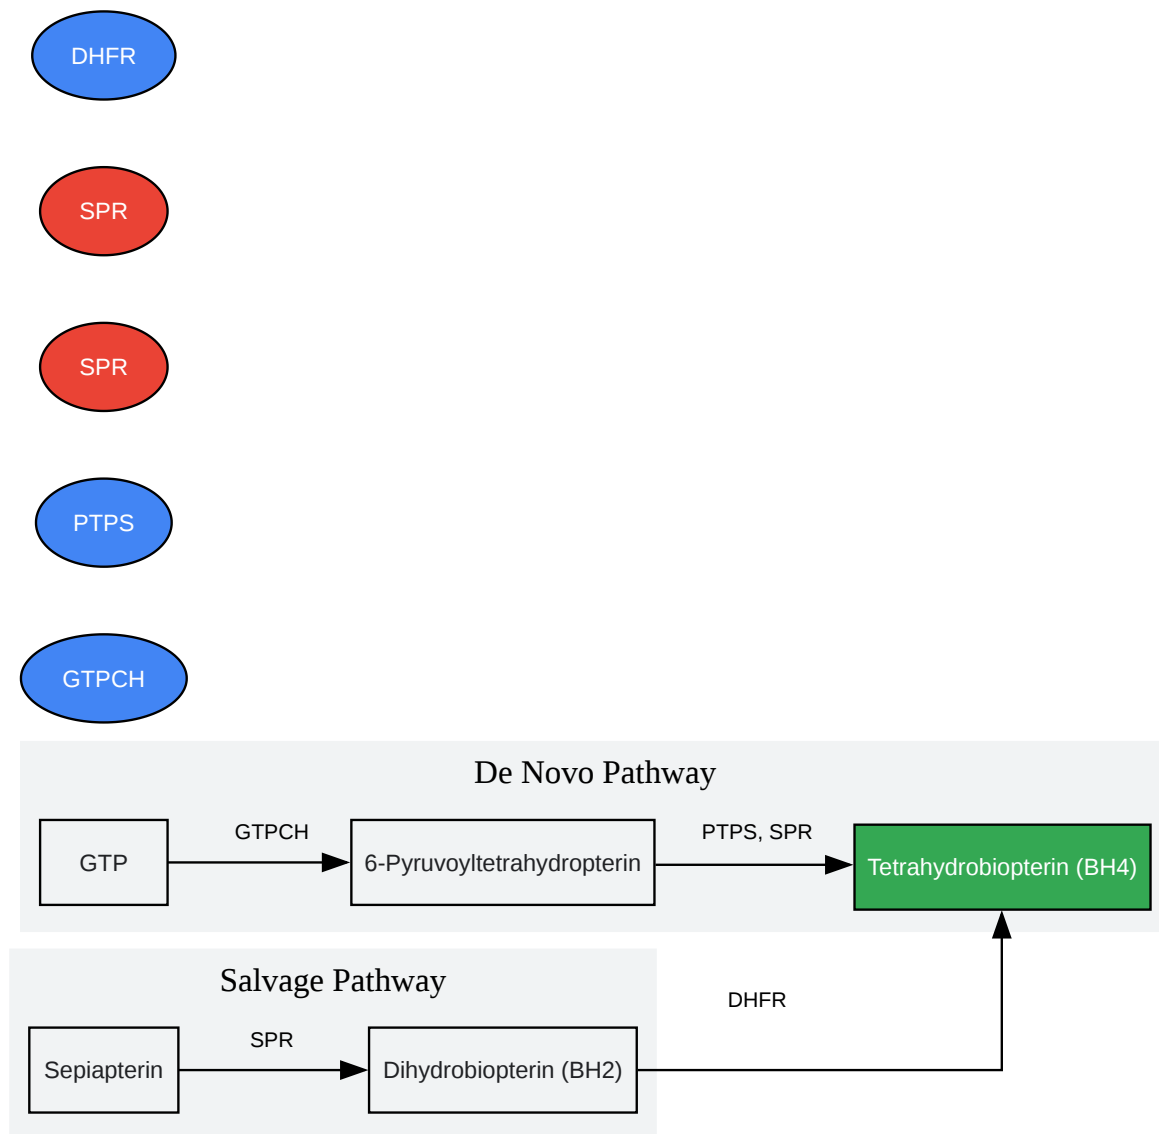 DHFR
SPR
SPR
PTPS
GTPCH
De Novo Pathway
GTP
GTPCH
6-Pyruvoyltetrahydropterin
PTPS, SPR
Tetrahydrobiopterin (BH4)
Salvage Pathway
Sepiapterin
SPR
Dihydrobiopterin (BH2)
DHFR